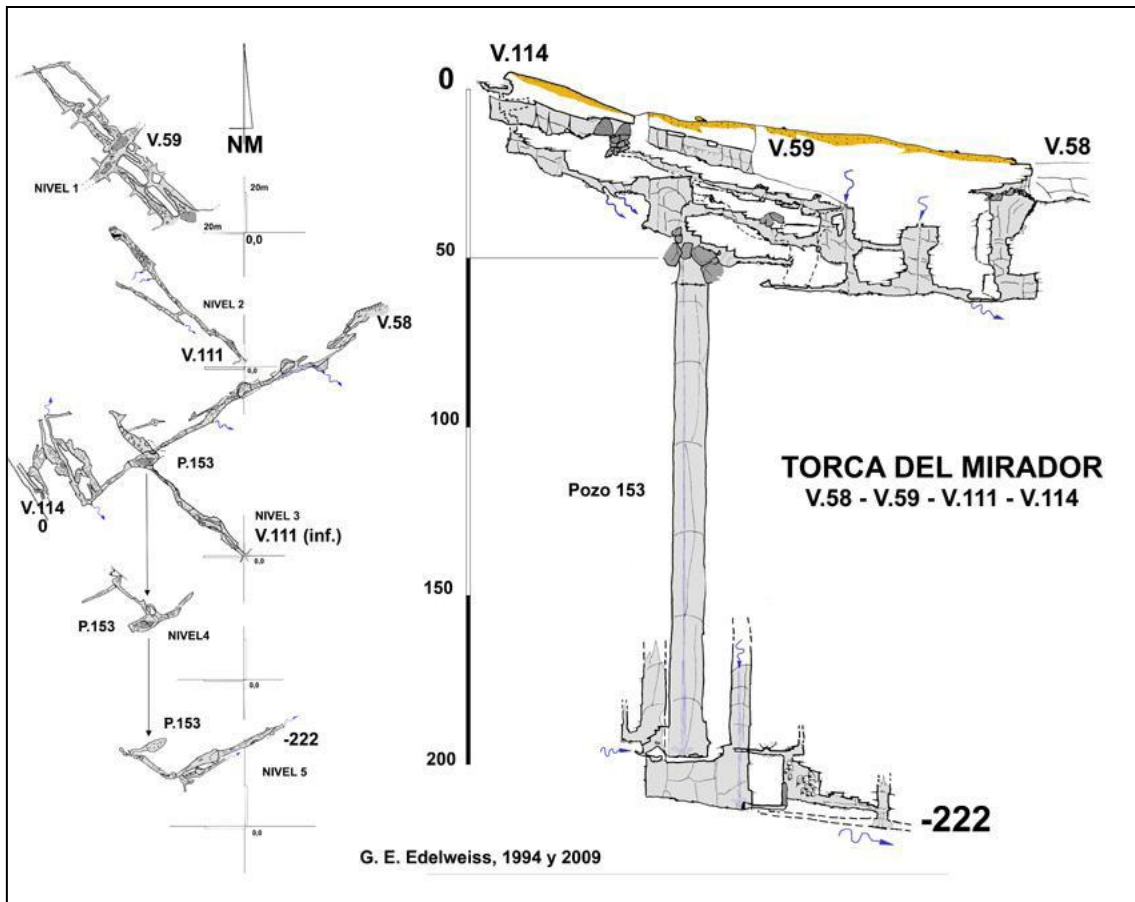 V.59
NIVEL 1
NM
20m
20m
0,0
NIVEL 2
V.111
0,0
V.58
P.153
V.114
0
NIVEL 3
V.111 (inf.)
0,0
P.153
NIVEL4
0,0
P.153
-222
NIVEL 5
0,0
V.114
0
V.59
V.58
50
100
Pozo 153
150
200
-222
TORCA DEL MIRADOR
V.58 - V.59 - V.111 - V.114
G. E. Edelweiss, 1994 y 2009